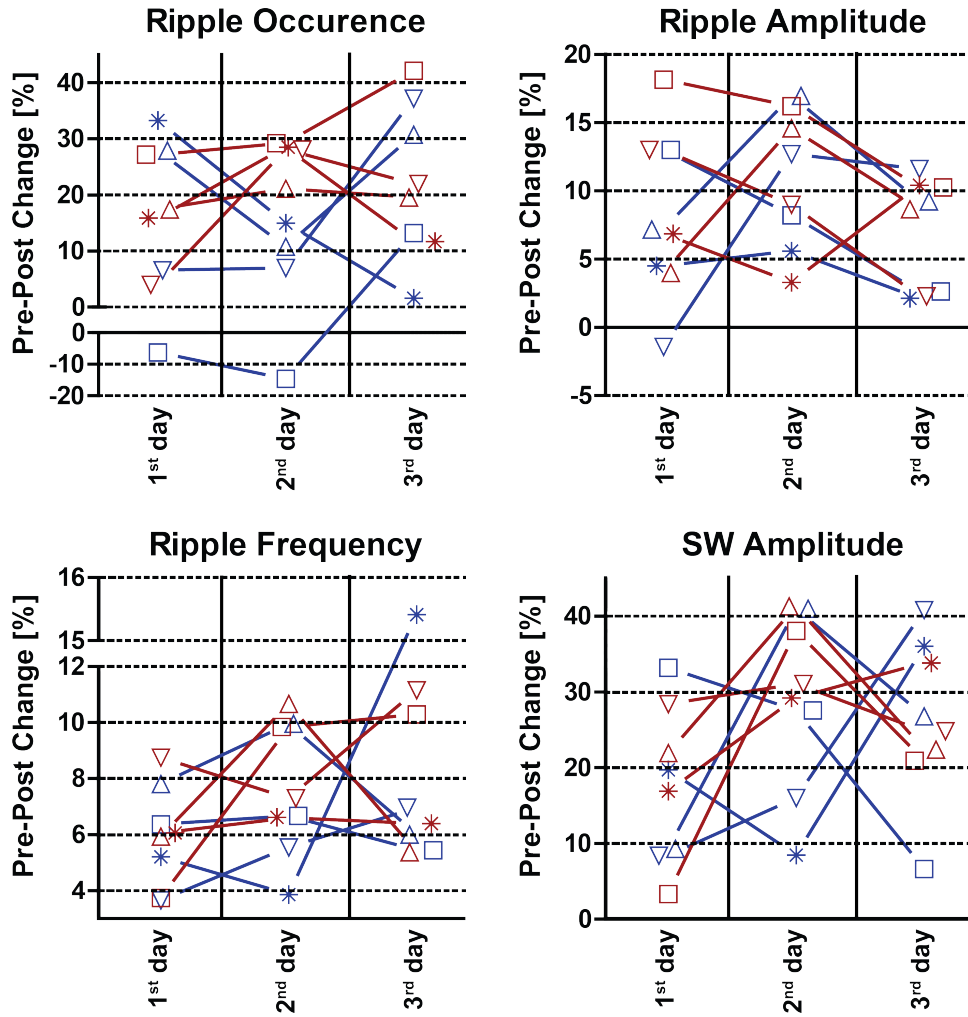 Ripple Occurence
Pre-Post Change [%]
40
30
20
10
0
0
-10
-20
1st day
2nd day
3rd day
Ripple Amplitude
Pre-Post Change [%]
20
15
10
5
0
-5
1st day
2nd day
3rd day
Ripple Frequency
Pre-Post Change [%]
16
15
12
10
8
6
4
1st day
2nd day
3rd day
SW Amplitude
Pre-Post Change [%]
40
30
20
10
0
1st day
2nd day
3rd day